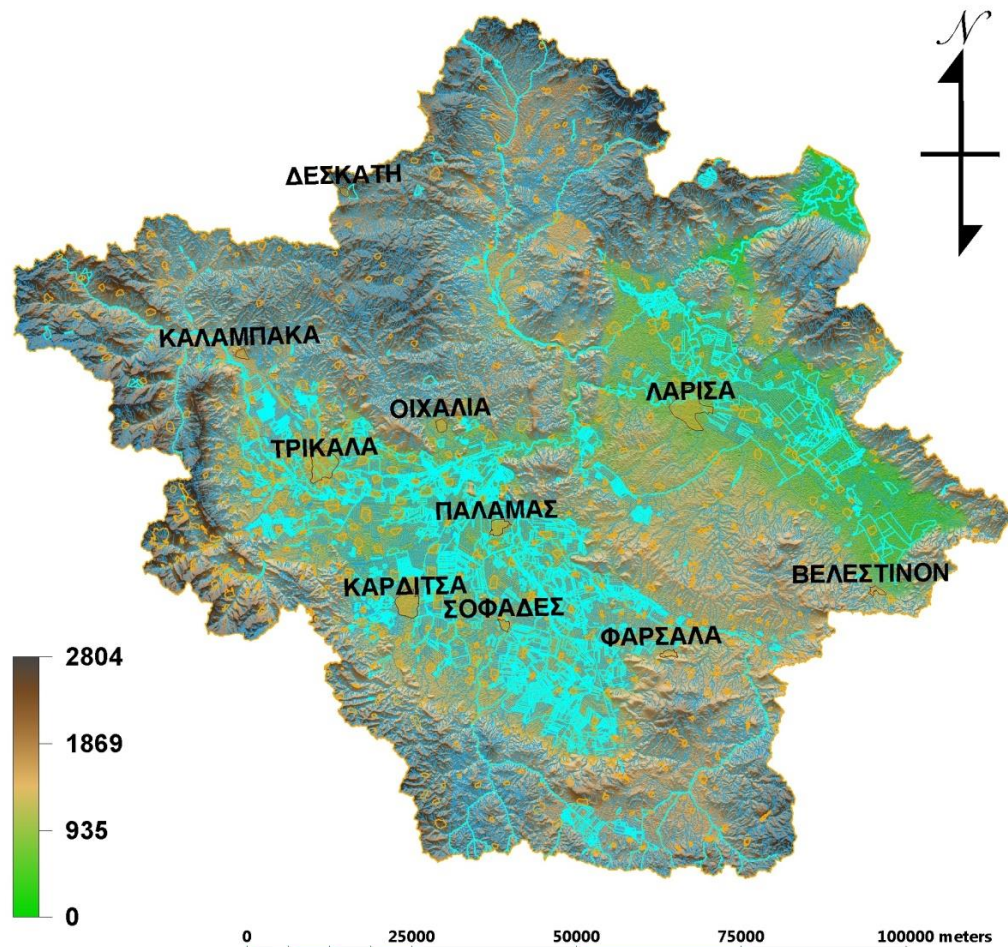 N
ΔΕΣΚΑΤΗ
ΚΑΛΑΜΠΑΚΑ
ΛΑΡΙΣΑ
ΟΙΧΑΛΙΑ
ΤΡΙΚΑΛΑ
ΠΑΛΑΜΑΣ
ΒΕΛΕΣΤΙΝΟΝ
ΚΑΡΔΙΤΣΑ
ΣΟΦΑΔΕΣ
ΦΑΡΣΑΛΑ
2804
1869
935
0
0 25000 50000 75000 100000 meters